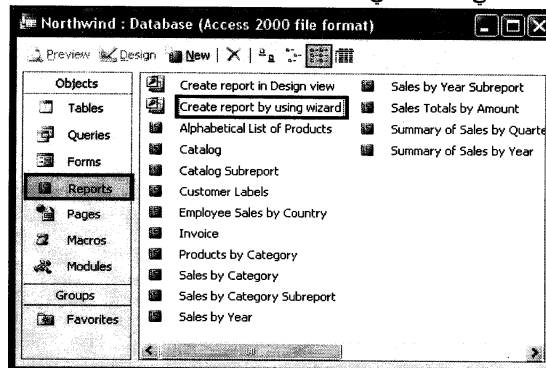 Northwind : Database (Access 2000 file format)
Preview Design New
Objects
Tables
Queries
Forms
Reports
Pages
Macros
Modules
Groups
Favorites
Create report in Design view
Create report by using wizard
Alphabetical List of Products
Catalog
Catalog Subreport
Customer Labels
Employee Sales by Country
Invoice
Products by Category
Sales by Category
Sales by Category Subreport
Sales by Year
Sales by Year Subreport
Sales Totals by Amount
Summary of Sales by Quarte
Summary of Sales by Year